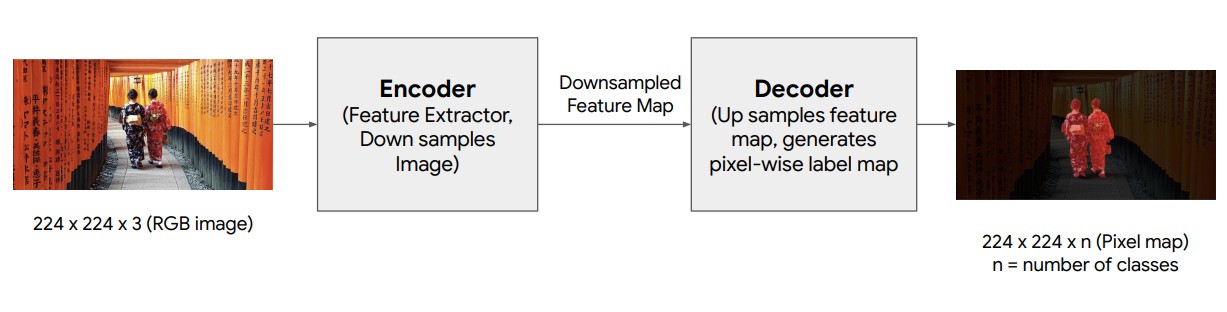 Encoder
(Feature Extractor,
Down samples
Image)
Downsampled
Feature Map
Decoder
(Up samples feature
map, generates
pixel-wise label map
224 x 224 x 3 (RGB image)
224 x 224 x n (Pixel map)
n = number of classes